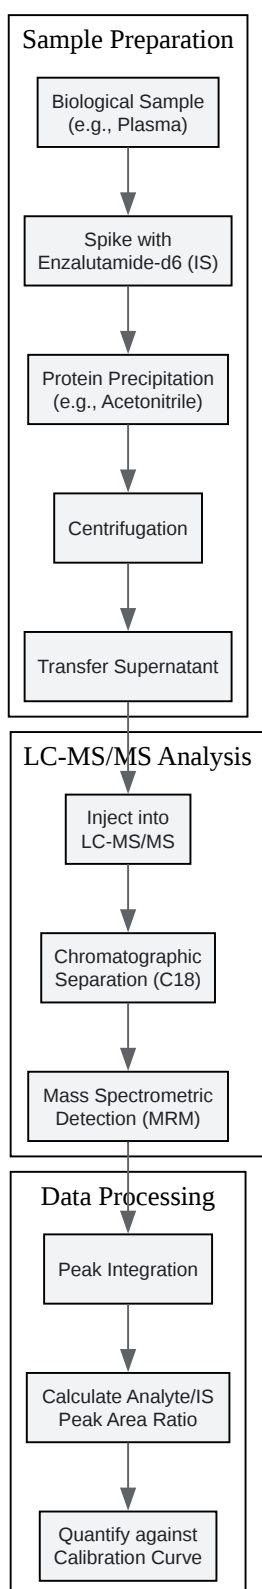 Sample Preparation
Biological Sample
(e.g., Plasma)
Spike with
Enzalutamide-d6 (IS)
Protein Precipitation
(e.g., Acetonitrile)
Centrifugation
Transfer Supernatant
LC-MS/MS Analysis
Inject into
LC-MS/MS
Chromatographic
Separation (C18)
Mass Spectrometric
Detection (MRM)
Data Processing
Peak Integration
Calculate Analyte/IS
Peak Area Ratio
Quantify against
Calibration Curve